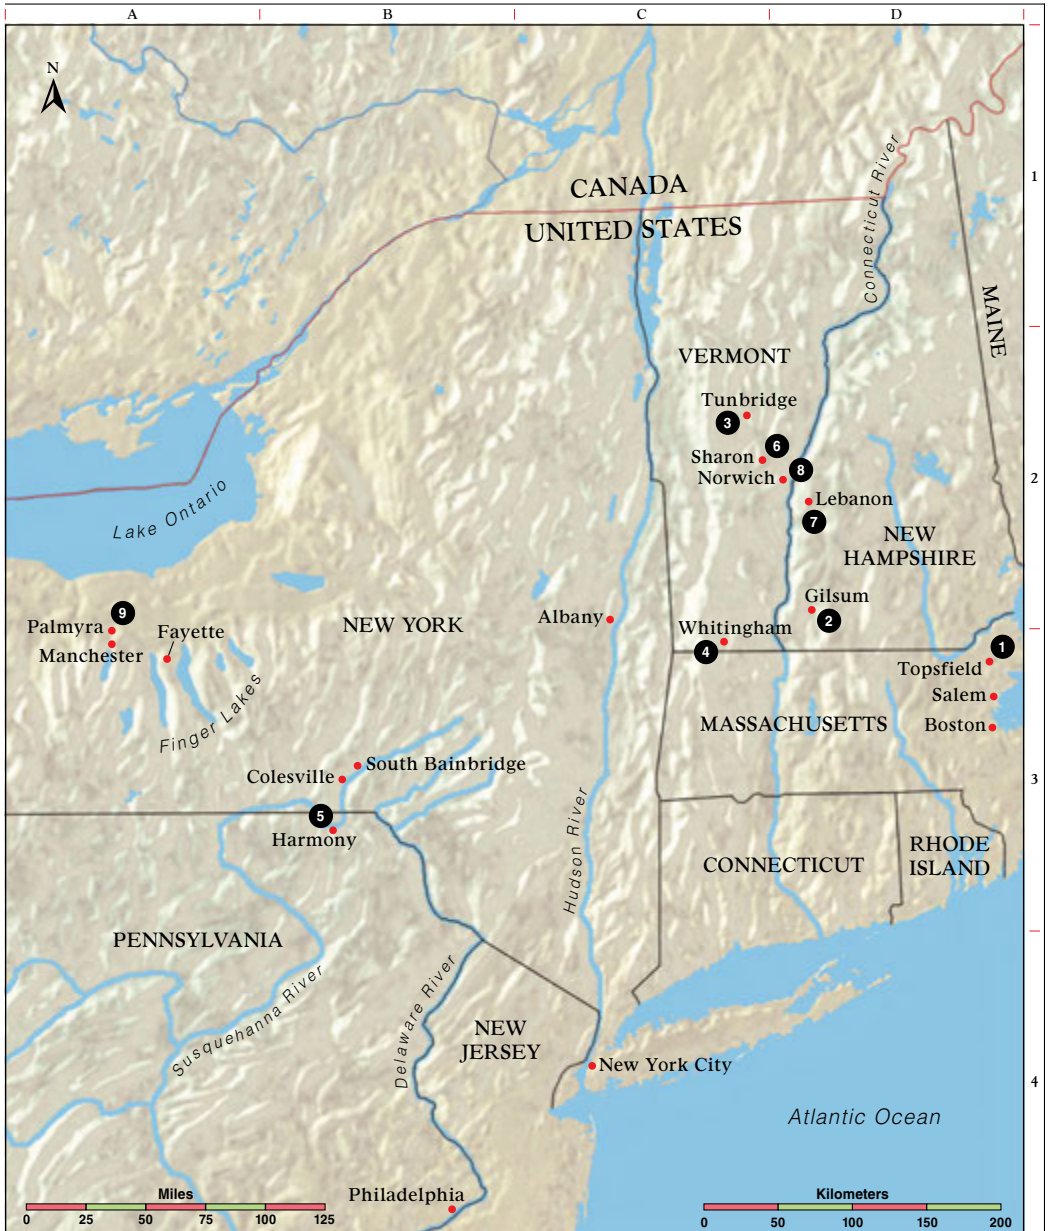 A B C D
N
1
CANADA
UNITED STATES
Connecticut River
MAINE
VERMONT
Tunbridge
3
6
Sharon
8
Norwich
2
Lebanon
7
Lake Ontario
NEW
HAMPSHIRE
9
Gilsum
2
Albany
Palmyra
Fayette
NEW YORK
Whitingham
Manchester
4
1
Topsfield
Salem
Finger Lakes
MASSACHUSETTS
Boston
South Bainbridge
Colesville
3
5
Harmony
Hudson River
CONNECTICUT
RHODE
ISLAND
PENNSYLVANIA
Susquehanna River
Delaware River
NEW
JERSEY
New York City
4
Atlantic Ocean
Philadelphia
Miles
0 25 50 75 100 125
Kilometers
0 50 100 150 200